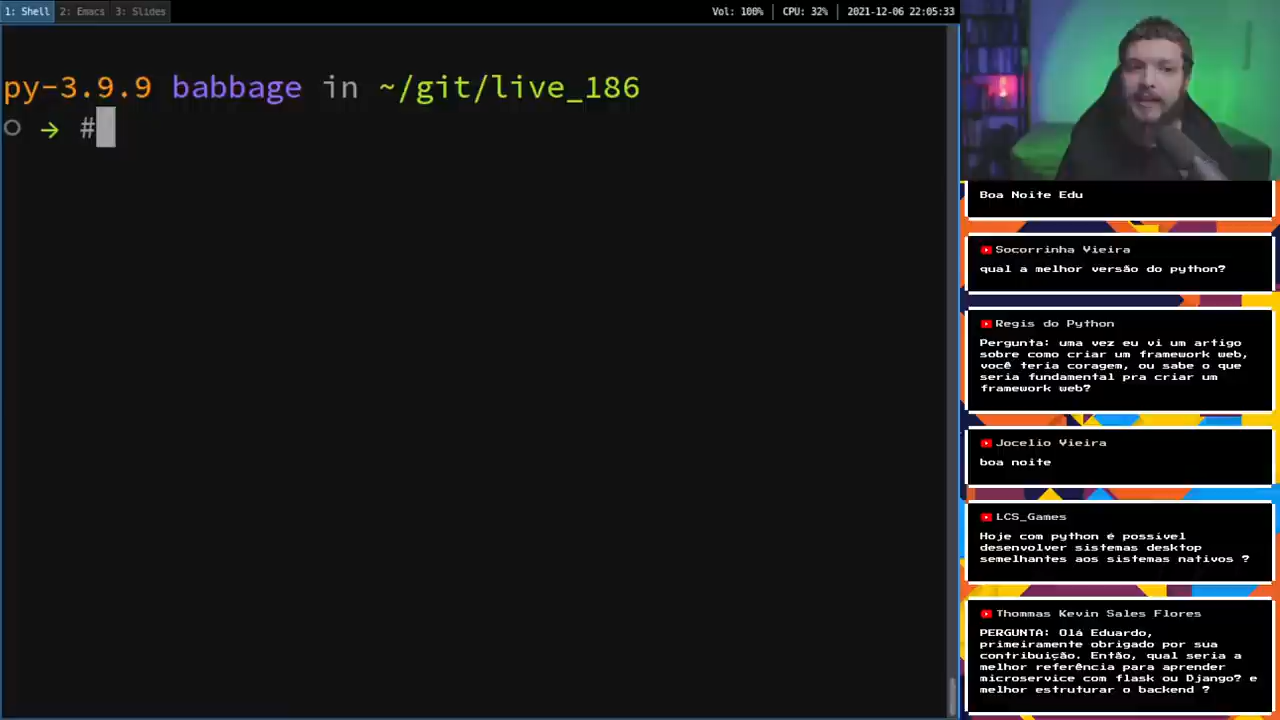 1: Shell 2: Emacs 3: Slides
Vol: 100% CPU: 32% 2021-12-06 22:05:33
py-3.9.9 babbage in ~/git/live_186
○ → #
Boa Noite Edu
Socorrinha Vieira
qual a melhor versão do python?
Regis do Python
Pergunta: uma vez eu vi um artigo
sobre como criar um framework web,
você teria coragem, ou sabe o que
seria fundamental pra criar um
framework web?
Jocelio Vieira
boa noite
LCS_Games
Hoje com python é possivel
desenvolver sistemas desktop
semelhantes aos sistemas nativos ?
Thommas Kevin Sales Flores
PERGUNTA: Olá Eduardo,
primeiramente obrigado por sua
contribuição. Então, qual seria a
melhor referência para aprender
microservice com flask ou Django? e
melhor estruturar o backend ?